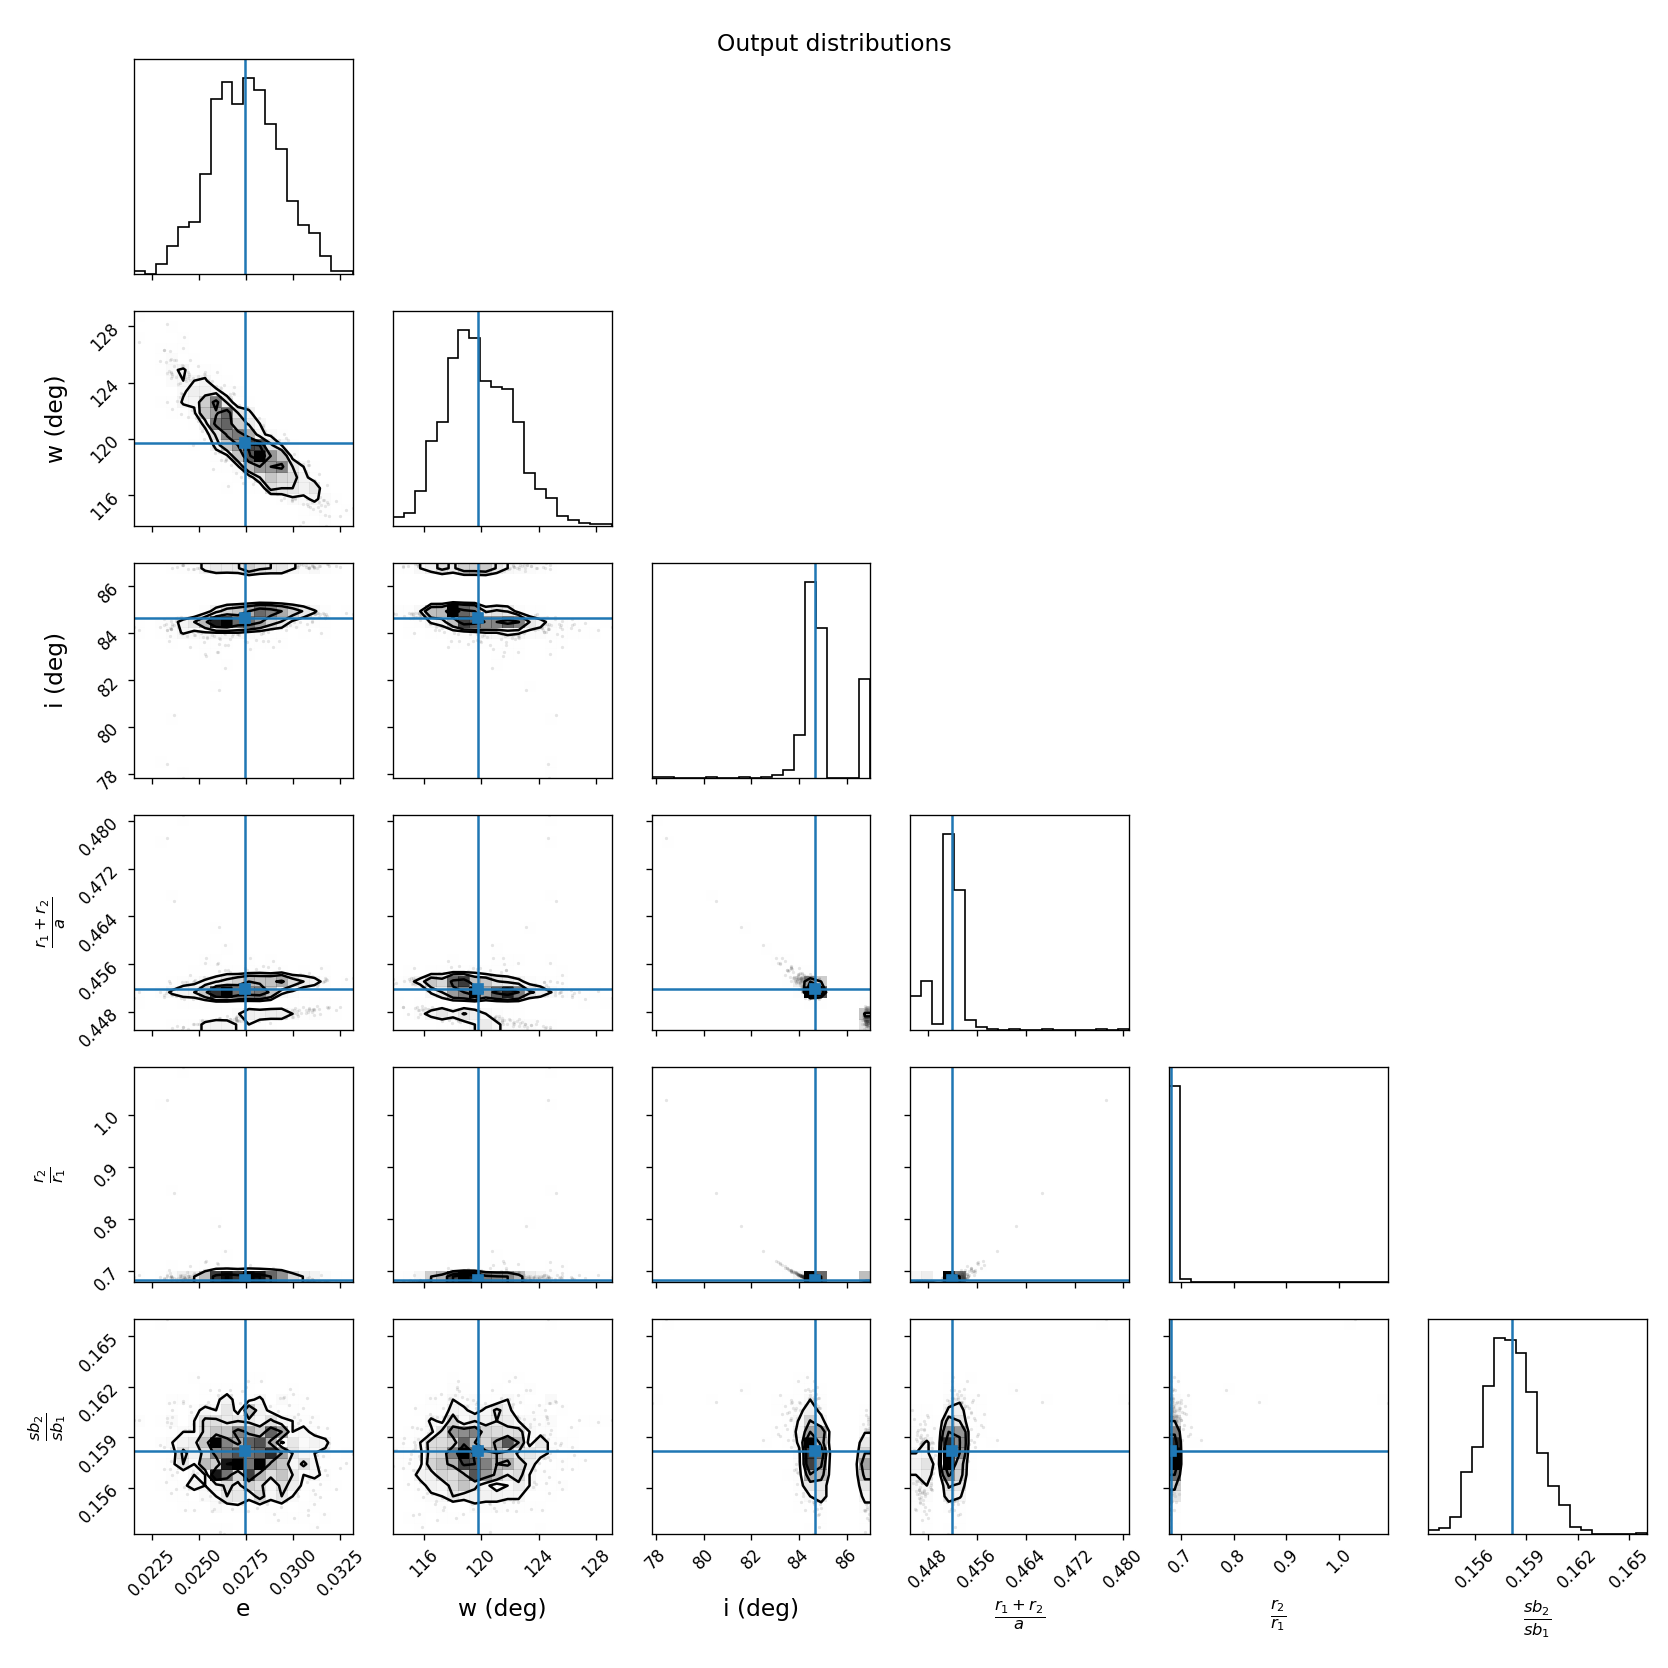 Output distributions
128
124
120
116
w (deg)
86
84
82
80
78
i (deg)
0.480
0.472
0.464
0.456
0.448
r₁ + r₂
a
1.0
0.9
0.8
0.7
r₂
r₁
0.165
0.162
0.159
0.156
sb₂
sb₁
0.0225 0.0250 0.0275 0.0300 0.0325
116 120 124 128
78 80 82 84 86
0.448 0.456 0.464 0.472 0.480
0.7 0.8 0.9 1.0
0.156 0.159 0.162 0.165
e
w (deg)
i (deg)
r₁ + r₂
a
r₂
r₁
sb₂
sb₁